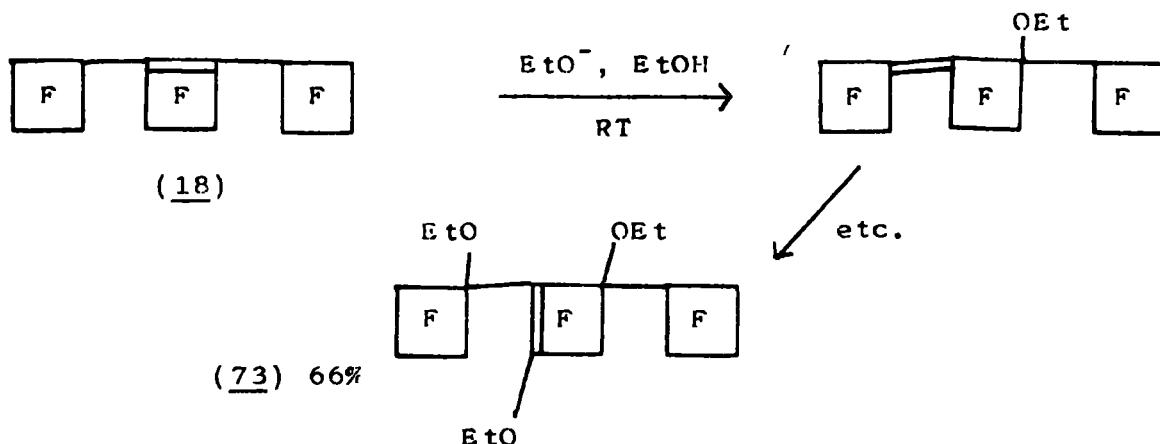 OEt
EtO⁻, EtOH
F F F
F F F
RT
(18)
EtO OEt
etc.
F F F
(73) 66%
EtO